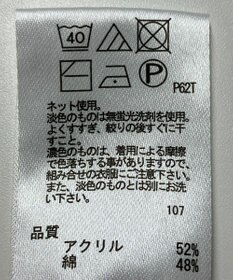 40
P
P62T
ネット使用。
淡色のものは無蛍光洗剤を使用。
よくすすぎ、絞りの後すぐに干
すこと。
濃色のものは、着用による摩擦
で色落ちする事がありますので、
組み合せの衣服にご注意下さい。
また、淡色のものとは別にお洗
い下さい。
107
品質
アクリル 52%
綿 48%